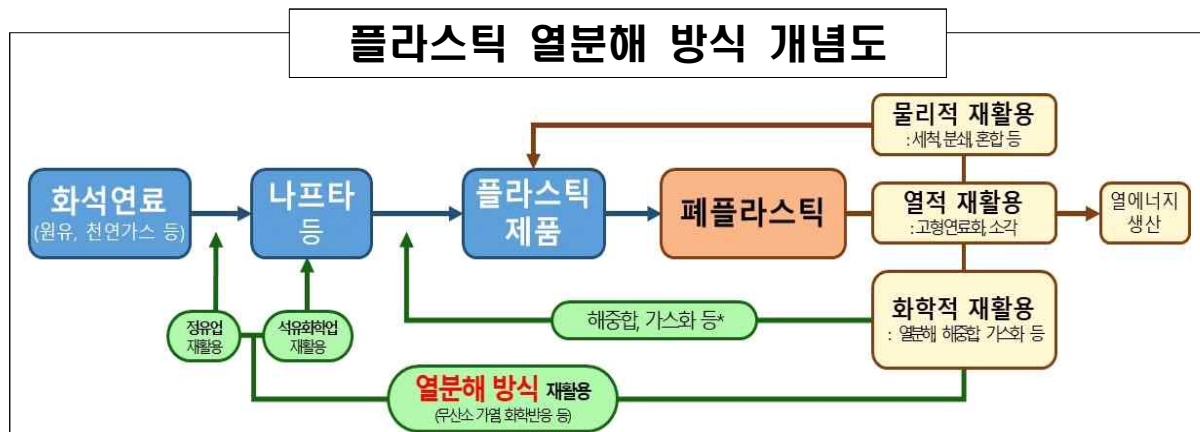 플라스틱 열분해 방식 개념도
물리적 재활용
: 세척, 분쇄, 혼합 등
화석연료
(원유, 천연가스 등)
나프타
등
플라스틱
제품
폐플라스틱
열적 재활용
: 고형연료화, 소각
열에너지
생산
정유업
재활용
석유화학업
재활용
해중합, 가스화 등*
화학적 재활용
: 열분해, 해중합, 가스화 등
열분해 방식 재활용
(무산소 가열 화학반응 등)